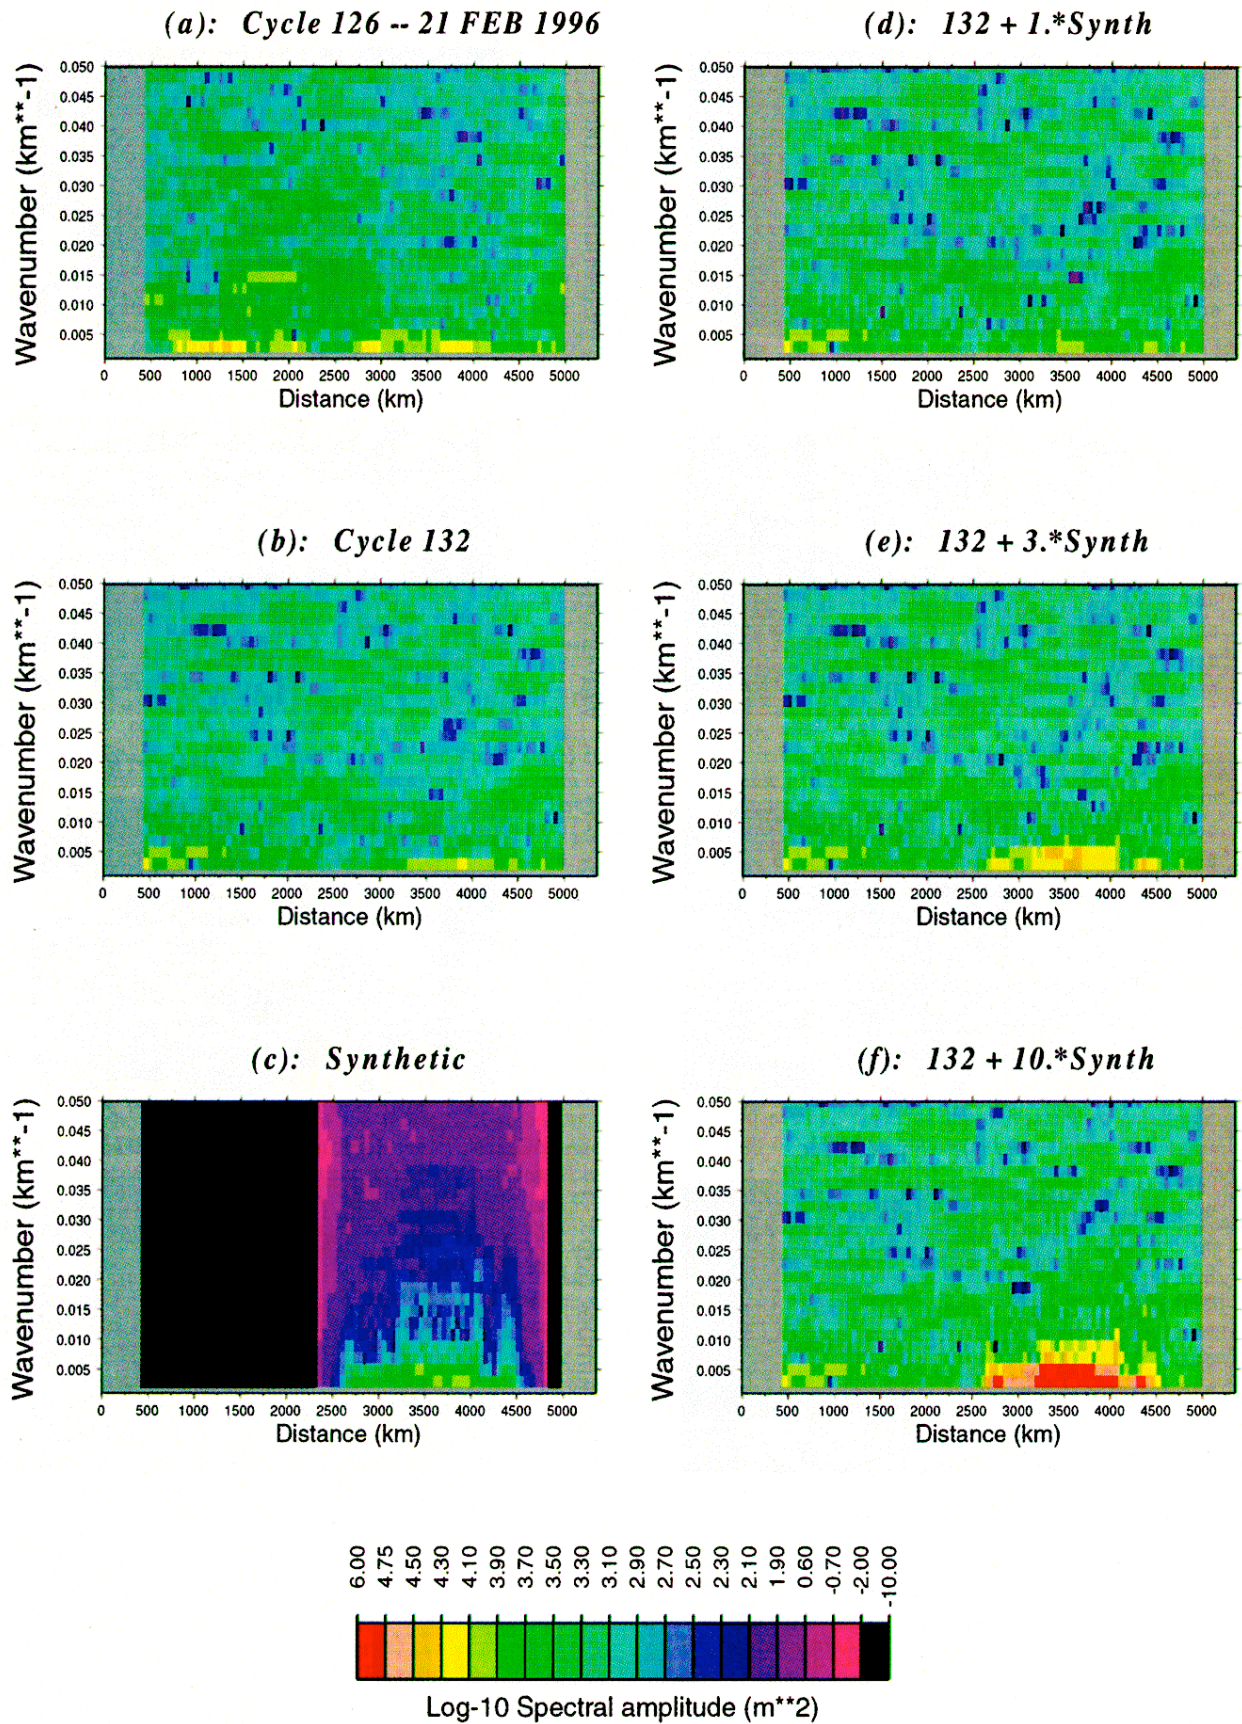 (a): Cycle 126 -- 21 FEB 1996
Wavenumber (km**-1)
0.050
0.045
0.040
0.035
0.030
0.025
0.020
0.015
0.010
0.005
0 500 1000 1500 2000 2500 3000 3500 4000 4500 5000
Distance (km)
(d): 132 + 1.*Synth
Wavenumber (km**-1)
0.050
0.045
0.040
0.035
0.030
0.025
0.020
0.015
0.010
0.005
0 500 1000 1500 2000 2500 3000 3500 4000 4500 5000
Distance (km)
(b): Cycle 132
Wavenumber (km**-1)
0.050
0.045
0.040
0.035
0.030
0.025
0.020
0.015
0.010
0.005
0 500 1000 1500 2000 2500 3000 3500 4000 4500 5000
Distance (km)
(e): 132 + 3.*Synth
Wavenumber (km**-1)
0.050
0.045
0.040
0.035
0.030
0.025
0.020
0.015
0.010
0.005
0 500 1000 1500 2000 2500 3000 3500 4000 4500 5000
Distance (km)
(c): Synthetic
Wavenumber (km**-1)
0.050
0.045
0.040
0.035
0.030
0.025
0.020
0.015
0.010
0.005
0 500 1000 1500 2000 2500 3000 3500 4000 4500 5000
Distance (km)
(f): 132 + 10.*Synth
Wavenumber (km**-1)
0.050
0.045
0.040
0.035
0.030
0.025
0.020
0.015
0.010
0.005
0 500 1000 1500 2000 2500 3000 3500 4000 4500 5000
Distance (km)
6.00 4.75 4.50 4.30 4.10 3.90 3.70 3.50 3.30 3.10 2.90 2.70 2.50 2.30 2.10 1.90 0.60 -0.70 -2.00 -10.00
Log-10 Spectral amplitude (m**2)